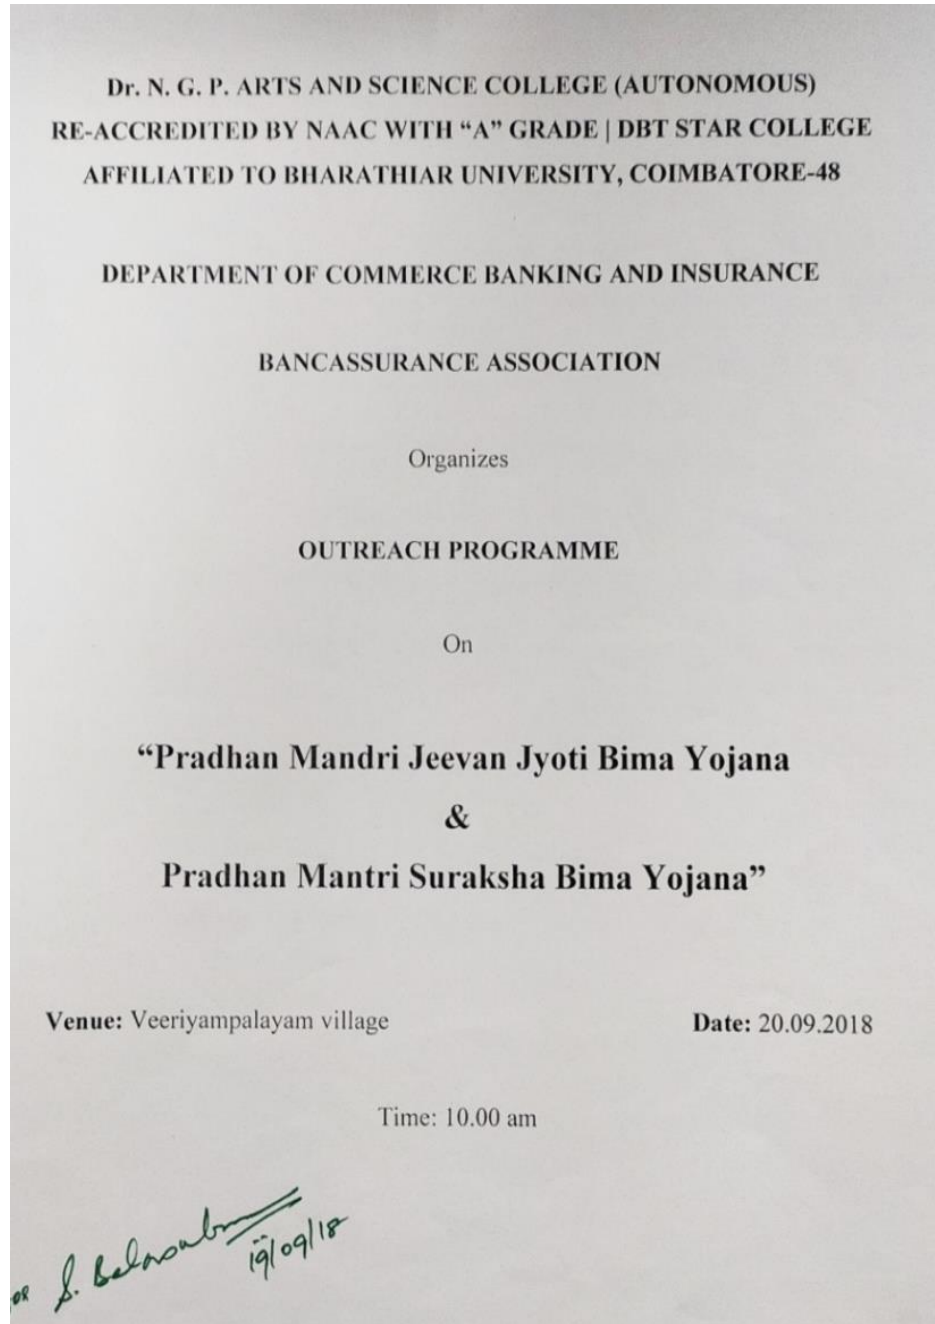 Dr. N. G. P. ARTS AND SCIENCE COLLEGE (AUTONOMOUS)
RE-ACCREDITED BY NAAC WITH “A” GRADE | DBT STAR COLLEGE
AFFILIATED TO BHARATHIAR UNIVERSITY, COIMBATORE-48
DEPARTMENT OF COMMERCE BANKING AND INSURANCE
BANCASSURANCE ASSOCIATION
Organizes
OUTREACH PROGRAMME
On
“Pradhan Mandri Jeevan Jyoti Bima Yojana
&
Pradhan Mantri Suraksha Bima Yojana”
Venue: Veeriyampalayam village Date: 20.09.2018
Time: 10.00 am
S.
19/09/18